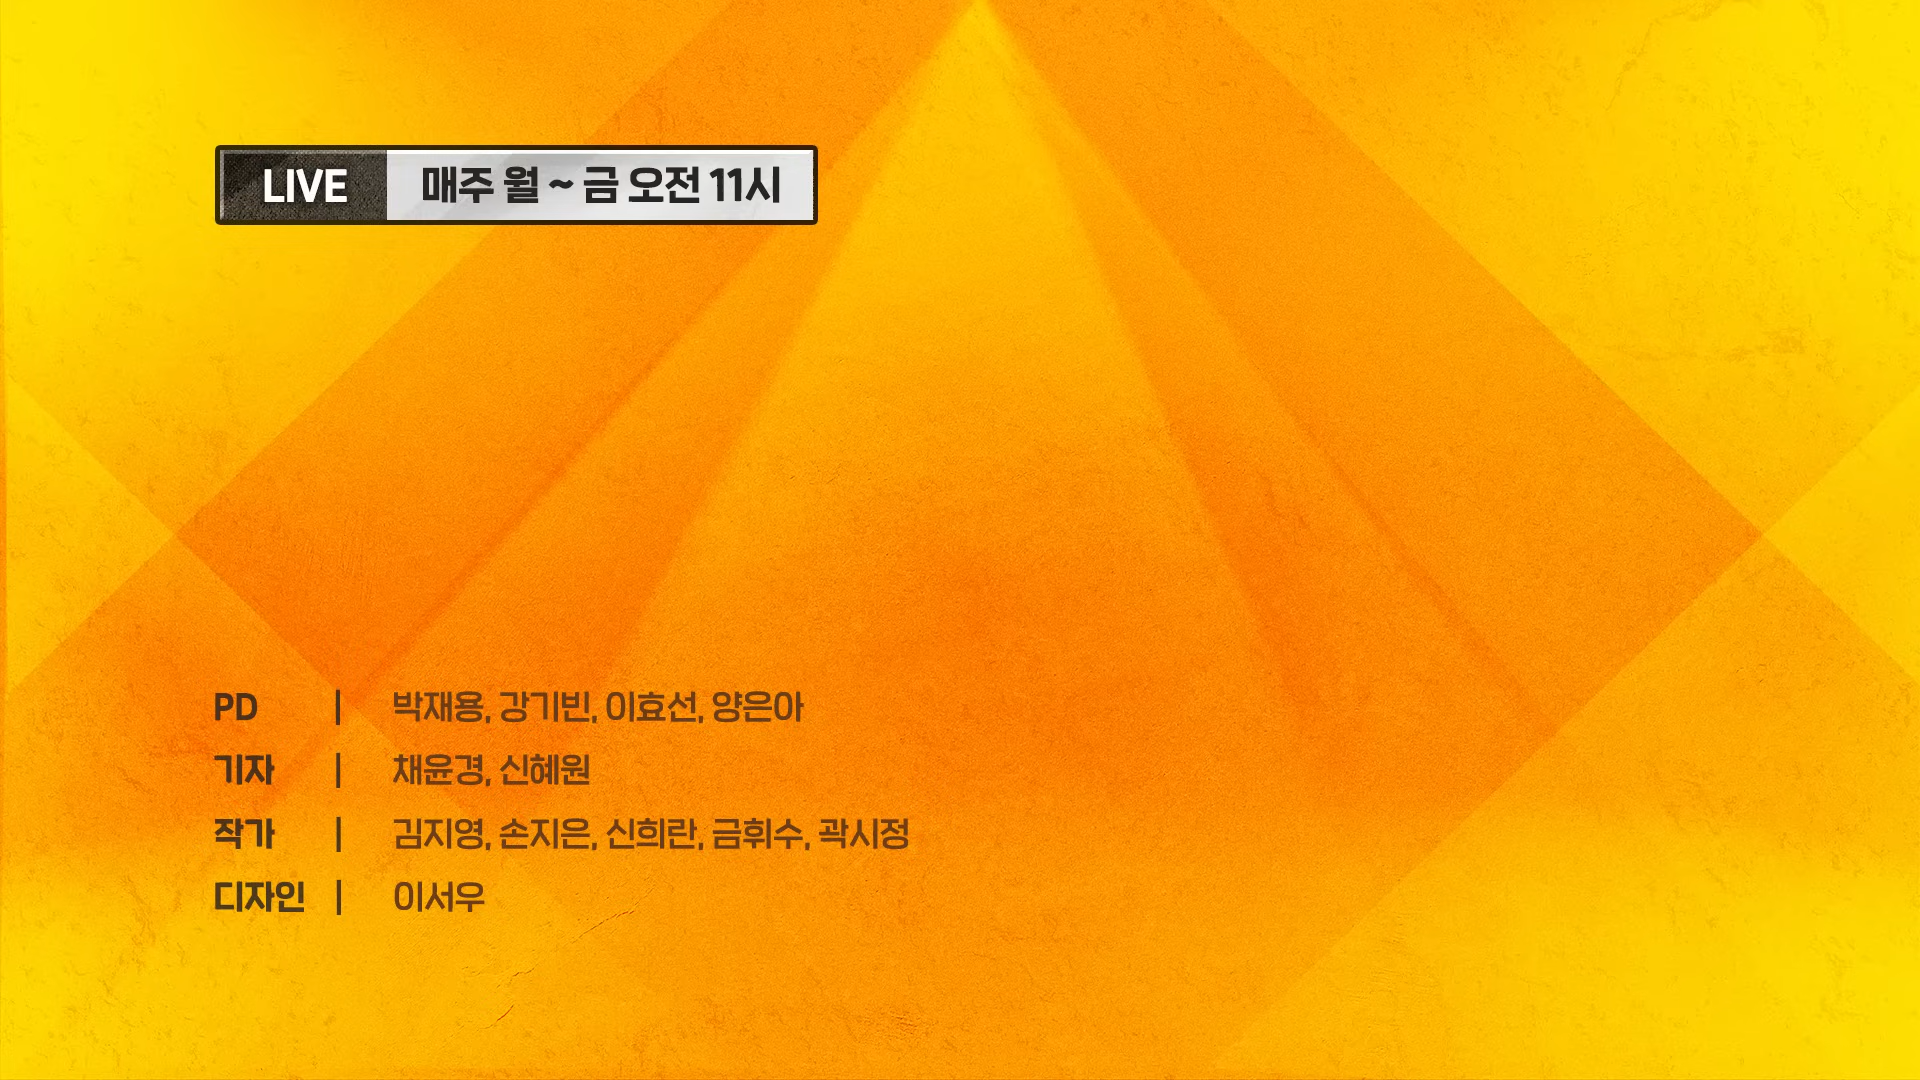 LIVE 매주 월 ~ 금 오전 11시
PD | 박재용, 강기빈, 이효선, 양은아
기자 | 채윤경, 신혜원
작가 | 김지영, 손지은, 신희란, 금휘수, 곽시정
디자인 | 이서우